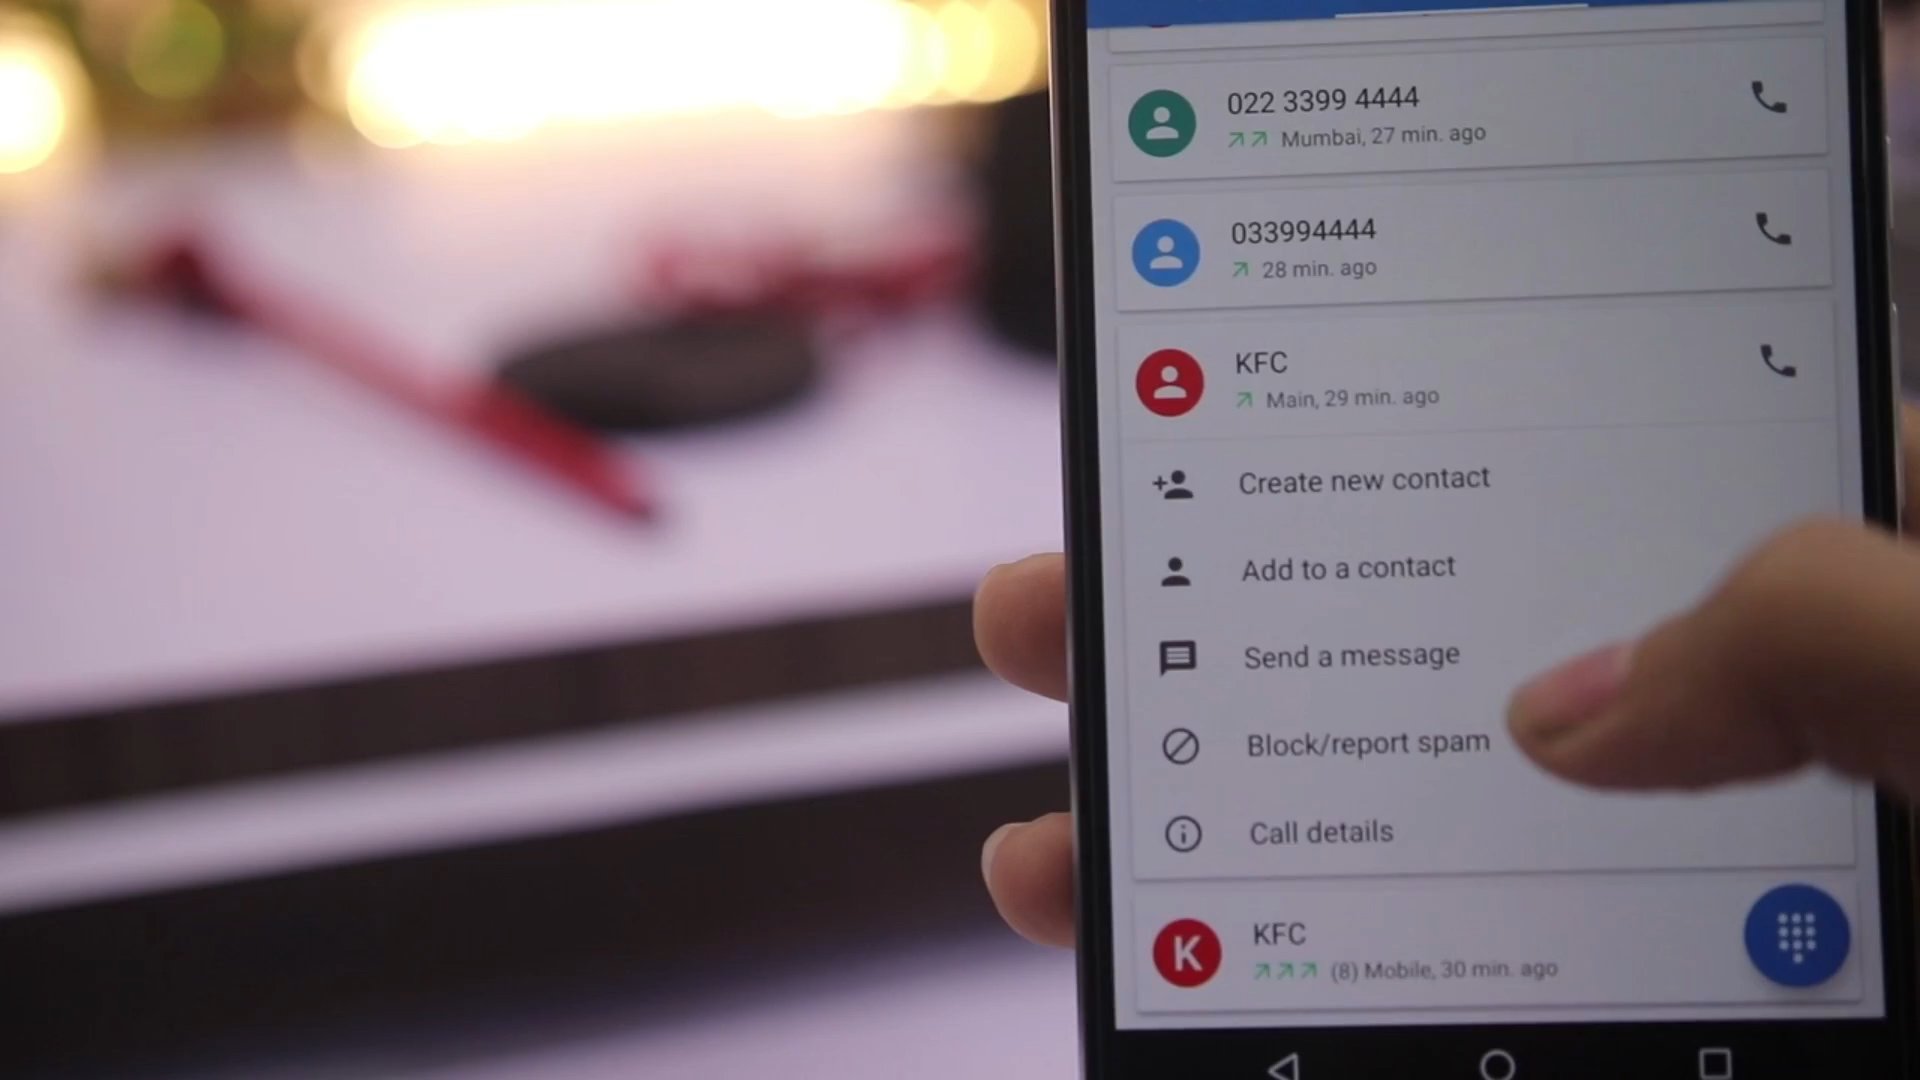 022 3399 4444
Mumbai, 27 min. ago
033994444
28 min. ago
KFC
Main, 29 min. ago
Create new contact
Add to a contact
Send a message
Block/report spam
Call details
K
KFC
(8) Mobile, 30 min. ago